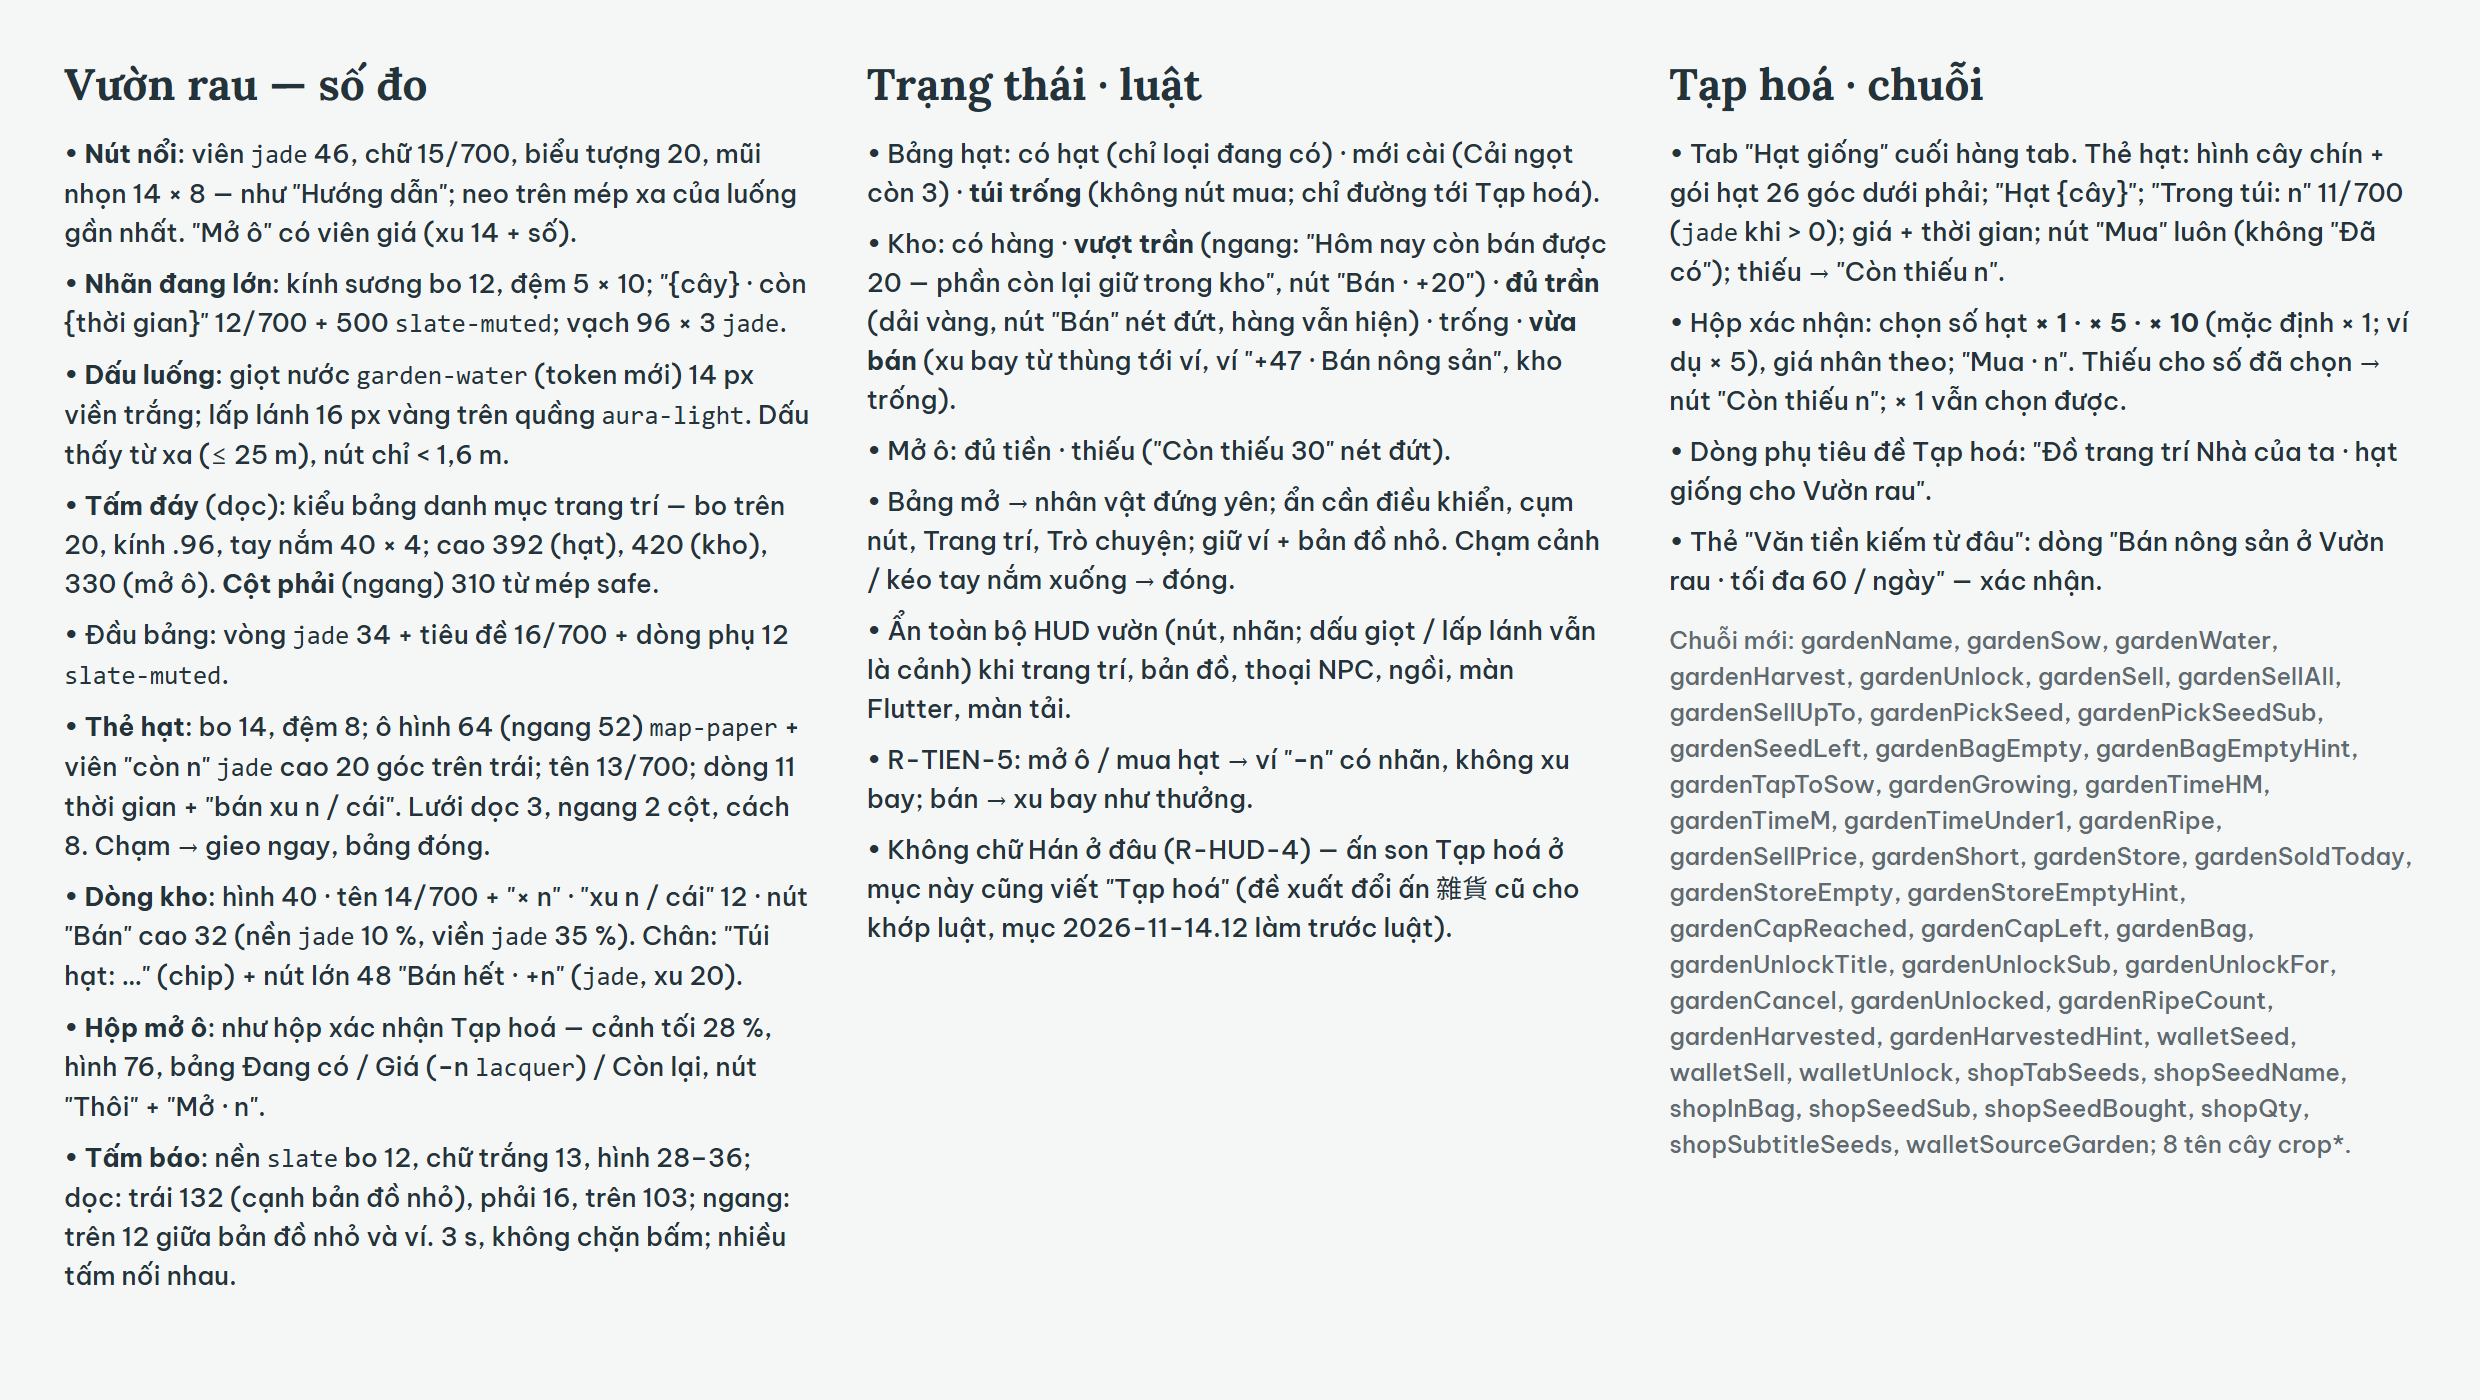 Vườn rau — số đo
• Nút nổi: viên jade 46, chữ 15/700, biểu tượng 20, mũi
nhọn 14 × 8 — như "Hướng dẫn"; neo trên mép xa của luống
gần nhất. "Mở ô" có viên giá (xu 14 + số).
• Nhãn đang lớn: kính sương bo 12, đệm 5 × 10; "{cây} · còn
{thời gian}" 12/700 + 500 slate-muted; vạch 96 × 3 jade.
• Dấu luống: giọt nước garden-water (token mới) 14 px
viền trắng; lấp lánh 16 px vàng trên quầng aura-light. Dấu
thấy từ xa (≤ 25 m), nút chỉ < 1,6 m.
• Tấm đáy (dọc): kiểu bảng danh mục trang trí — bo trên
20, kính .96, tay nắm 40 × 4; cao 392 (hạt), 420 (kho),
330 (mở ô). Cột phải (ngang) 310 từ mép safe.
• Đầu bảng: vòng jade 34 + tiêu đề 16/700 + dòng phụ 12
slate-muted.
• Thẻ hạt: bo 14, đệm 8; ô hình 64 (ngang 52) map-paper +
viên "còn n" jade cao 20 góc trên trái; tên 13/700; dòng 11
thời gian + "bán xu n / cái". Lưới dọc 3, ngang 2 cột, cách
8. Chạm → gieo ngay, bảng đóng.
• Dòng kho: hình 40 · tên 14/700 + "× n" · "xu n / cái" 12 · nút
"Bán" cao 32 (nền jade 10 %, viền jade 35 %). Chân: "Túi
hạt: ..." (chip) + nút lớn 48 "Bán hết · +n" (jade, xu 20).
• Hộp mở ô: như hộp xác nhận Tạp hoá — cảnh tối 28 %,
hình 76, bảng Đang có / Giá (−n lacquer) / Còn lại, nút
"Thôi" + "Mở · n".
• Tấm báo: nền slate bo 12, chữ trắng 13, hình 28–36;
dọc: trái 132 (cạnh bản đồ nhỏ), phải 16, trên 103; ngang:
trên 12 giữa bản đồ nhỏ và ví. 3 s, không chặn bấm; nhiều
tấm nối nhau.
Trạng thái · luật
• Bảng hạt: có hạt (chỉ loại đang có) · mới cài (Cải ngọt
còn 3) · túi trống (không nút mua; chỉ đường tới Tạp hoá).
• Kho: có hàng · vượt trần (ngang: "Hôm nay còn bán được
20 — phần còn lại giữ trong kho", nút "Bán · +20") · đủ trần
(dải vàng, nút "Bán" nét đứt, hàng vẫn hiện) · trống · vừa
bán (xu bay từ thùng tới ví, ví "+47 · Bán nông sản", kho
trống).
• Mở ô: đủ tiền · thiếu ("Còn thiếu 30" nét đứt).
• Bảng mở → nhân vật đứng yên; ẩn cần điều khiển, cụm
nút, Trang trí, Trò chuyện; giữ ví + bản đồ nhỏ. Chạm cảnh
/ kéo tay nắm xuống → đóng.
• Ẩn toàn bộ HUD vườn (nút, nhãn; dấu giọt / lấp lánh vẫn
là cảnh) khi trang trí, bản đồ, thoại NPC, ngồi, màn
Flutter, màn tải.
• R-TIEN-5: mở ô / mua hạt → ví "−n" có nhãn, không xu
bay; bán → xu bay như thưởng.
• Không chữ Hán ở đâu (R-HUD-4) — ấn son Tạp hoá ở
mục này cũng viết "Tạp hoá" (đề xuất đổi ấn 雜貨 cũ cho
khớp luật, mục 2026-11-14.12 làm trước luật).
Tạp hoá · chuỗi
• Tab "Hạt giống" cuối hàng tab. Thẻ hạt: hình cây chín +
gói hạt 26 góc dưới phải; "Hạt {cây}"; "Trong túi: n" 11/700
(jade khi > 0); giá + thời gian; nút "Mua" luôn (không "Đã
có"); thiếu → "Còn thiếu n".
• Hộp xác nhận: chọn số hạt × 1 · × 5 · × 10 (mặc định × 1; ví
dụ × 5), giá nhân theo; "Mua · n". Thiếu cho số đã chọn →
nút "Còn thiếu n"; × 1 vẫn chọn được.
• Dòng phụ tiêu đề Tạp hoá: "Đồ trang trí Nhà của ta · hạt
giống cho Vườn rau".
• Thẻ "Văn tiền kiếm từ đâu": dòng "Bán nông sản ở Vườn
rau · tối đa 60 / ngày" — xác nhận.
Chuỗi mới: gardenName, gardenSow, gardenWater,
gardenHarvest, gardenUnlock, gardenSell, gardenSellAll,
gardenSellUpTo, gardenPickSeed, gardenPickSeedSub,
gardenSeedLeft, gardenBagEmpty, gardenBagEmptyHint,
gardenTapToSow, gardenGrowing, gardenTimeHM,
gardenTimeM, gardenTimeUnder1, gardenRipe,
gardenSellPrice, gardenShort, gardenStore, gardenSoldToday,
gardenStoreEmpty, gardenStoreEmptyHint,
gardenCapReached, gardenCapLeft, gardenBag,
gardenUnlockTitle, gardenUnlockSub, gardenUnlockFor,
gardenCancel, gardenUnlocked, gardenRipeCount,
gardenHarvested, gardenHarvestedHint, walletSeed,
walletSell, walletUnlock, shopTabSeeds, shopSeedName,
shopInBag, shopSeedSub, shopSeedBought, shopQty,
shopSubtitleSeeds, walletSourceGarden; 8 tên cây crop*.